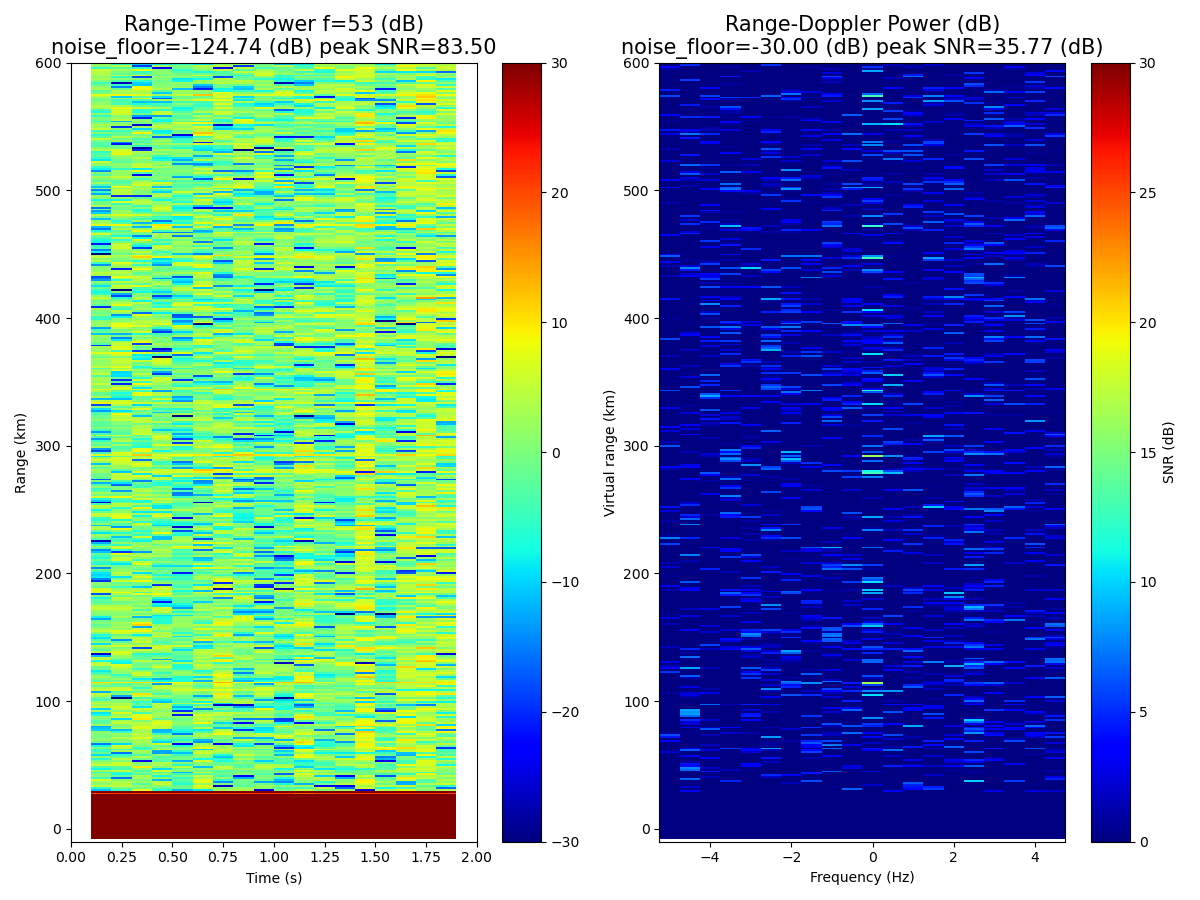 Range-Time Power f=53 (dB)
noise_floor=-124.74 (dB) peak SNR=83.50
Range (km)
600
500
400
300
200
100
0
0.00 0.25 0.50 0.75 1.00 1.25 1.50 1.75 2.00
Time (s)
30
20
10
0
−10
−20
−30
Range-Doppler Power (dB)
noise_floor=-30.00 (dB) peak SNR=35.77 (dB)
Virtual range (km)
600
500
400
300
200
100
0
−4 −2 0 2 4
Frequency (Hz)
30
25
20
15
10
5
0
SNR (dB)